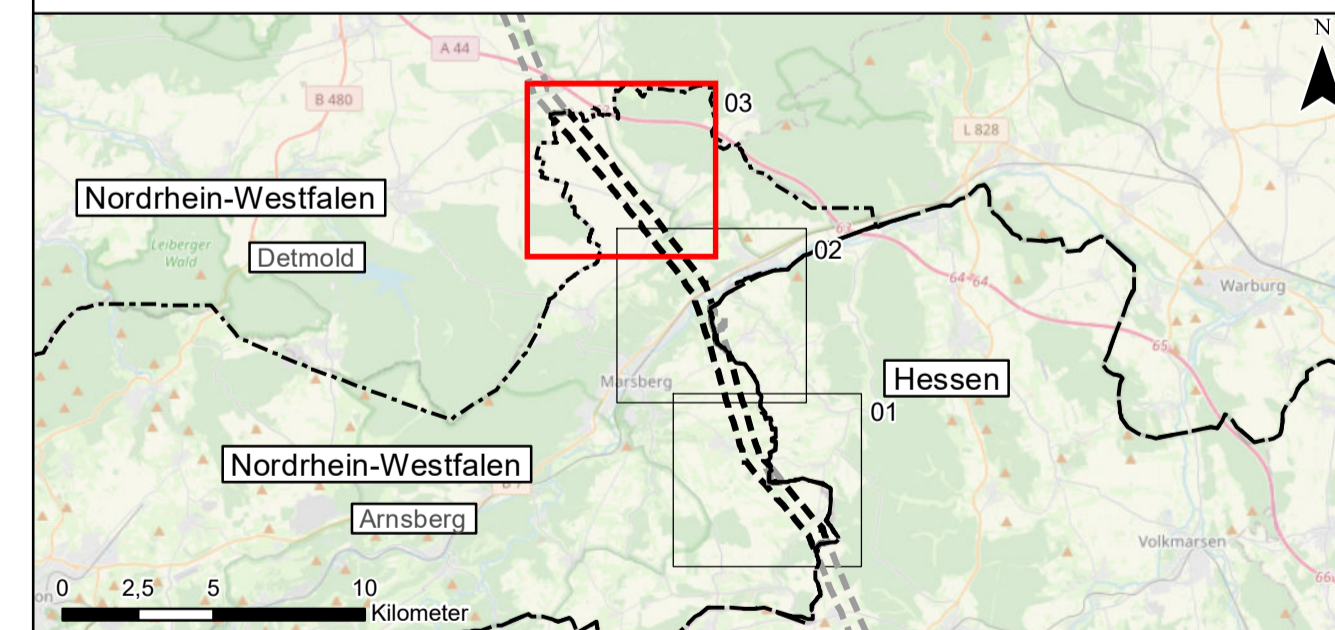 N
A 44
B 480
03
L 828
Nordrhein-Westfalen
Leiberger
Wald
Detmold
63
02
64-64
Warburg
65
Marsberg
Hessen
01
Nordrhein-Westfalen
Arnsberg
Volkmarsen
0 2,5 5 10
Kilometer